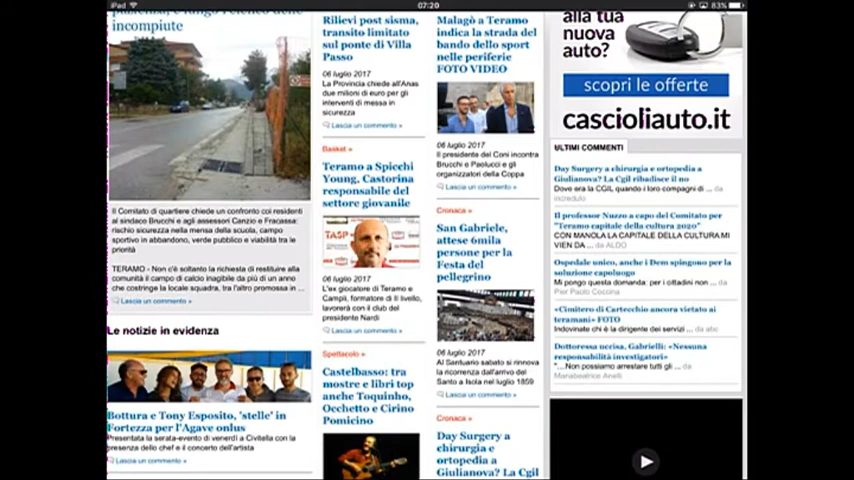 iPad
07:20
83%
pazienza, è lungo l'elenco delle
incompiute
Il Comitato di quartiere chiede un confronto coi residenti
al sindaco Brucchi e agli assessori Canzio e Fracassa:
rischio sicurezza nella mensa della scuola, campo
sportivo in abbandono, verde pubblico e viabilità tra le
priorità
TERAMO - Non c'è soltanto la richiesta di restituire alla
comunità il campo di calcio inagibile da più di un anno
che costringe la locale squadra, tra l'altro promossa in ...
Lascia un commento »
Le notizie in evidenza
Bottura e Tony Esposito, 'stelle' in
Fortezza per l'Agave onlus
Presentata la serata-evento di venerdì a Civitella con la
presenza dello chef e il concerto dell'artista
Lascia un commento »
Rilievi post sisma,
transito limitato
sul ponte di Villa
Passo
06 luglio 2017
La Provincia chiede all'Anas
due milioni di euro per gli
interventi di messa in
sicurezza
Lascia un commento »
Basket »
Teramo a Spicchi
Young, Castorina
responsabile del
settore giovanile
TASP
06 luglio 2017
L'ex giocatore di Teramo e
Campli, formatore di II livello,
lavorerà con il club del
presidente Nardi
Lascia un commento »
Spettacolo »
Castelbasso: tra
mostre e libri top
anche Toquinho,
Occhetto e Cirino
Pomicino
Malagò a Teramo
indica la strada del
bando dello sport
nelle periferie
FOTO VIDEO
06 luglio 2017
Il presidente del Coni incontra
Brucchi e Paolucci e gli
organizzatori della Coppa
Lascia un commento »
Cronaca »
San Gabriele,
attese 6mila
persone per la
Festa del
pellegrino
06 luglio 2017
Al Santuario sabato si rinnova
la ricorrenza dall'arrivo del
Santo a Isola nel luglio 1859
Lascia un commento »
Cronaca »
Day Surgery a
chirurgia e
ortopedia a
Giulianova? La Cgil
alla tua
nuova
auto?
scopri le offerte
cascioliauto.it
ULTIMI COMMENTI
Day Surgery a chirurgia e ortopedia a
Giulianova? La Cgil ribadisce il no
Dove era la CGIL quando i loro compagni di ... da
incredulo
Il professor Nuzzo a capo del Comitato per
"Teramo capitale della cultura 2020"
CON MANOLA LA CAPITALE DELLA CULTURA MI
VIEN DA ... da ALDO
Ospedale unico, anche i Dem spingono per la
soluzione capoluogo
Mi pongo questa domanda: per i cittadini non ... da
Pier Paolo Coccina
«Cimitero di Cartecchio ancora vietato ai
teramani» FOTO
Indovinate chi è la dirigente dei servizi ... da abc
Dottoressa uccisa, Gabrielli: «Nessuna
responsabilità investigatori»
"...Non possiamo arrestare tutti gli ... da
Mariabeatrice Anelli